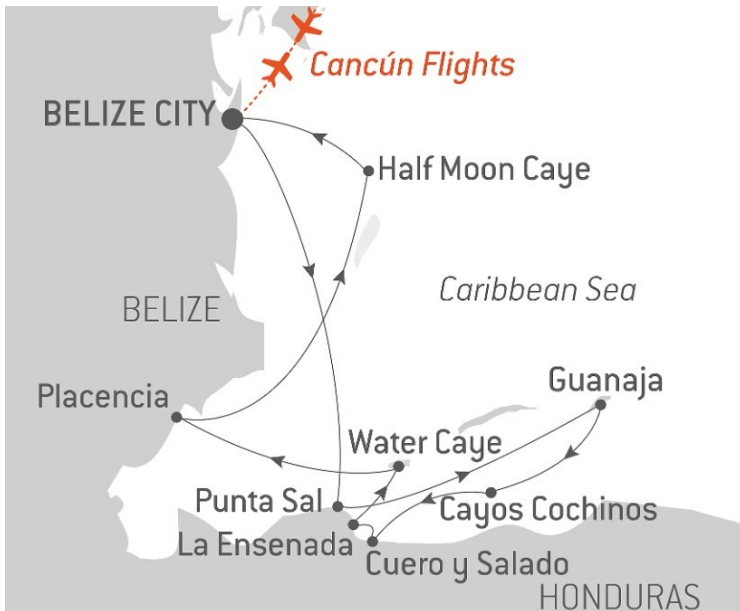 Cancún Flights
BELIZE CITY
Half Moon Caye
Caribbean Sea
BELIZE
Guanaja
Placencia
Water Caye
Punta Sal
Cayos Cochinos
La Ensenada
Cuero y Salado
HONDURAS